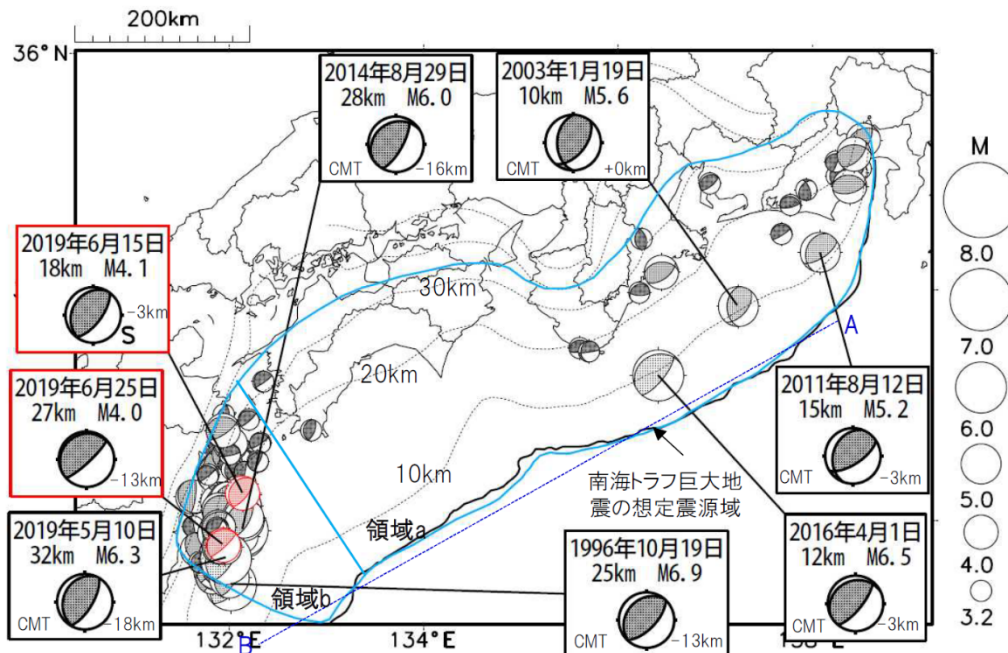 200km
36°N
2014年8月29日
28km M6.0
CMT -16km
2003年1月19日
10km M5.6
CMT +0km
M
8.0
7.0
6.0
5.0
4.0
3.2
2019年6月15日
18km M4.1
-3km
S
30km
20km
10km
A
2019年6月25日
27km M4.0
-13km
2011年8月12日
15km M5.2
CMT -3km
南海トラフ巨大地
震の想定震源域
2019年5月10日
32km M6.3
CMT -18km
領域a
領域b
B
1996年10月19日
25km M6.9
CMT -13km
2016年4月1日
12km M6.5
CMT -3km
132°E
134°E